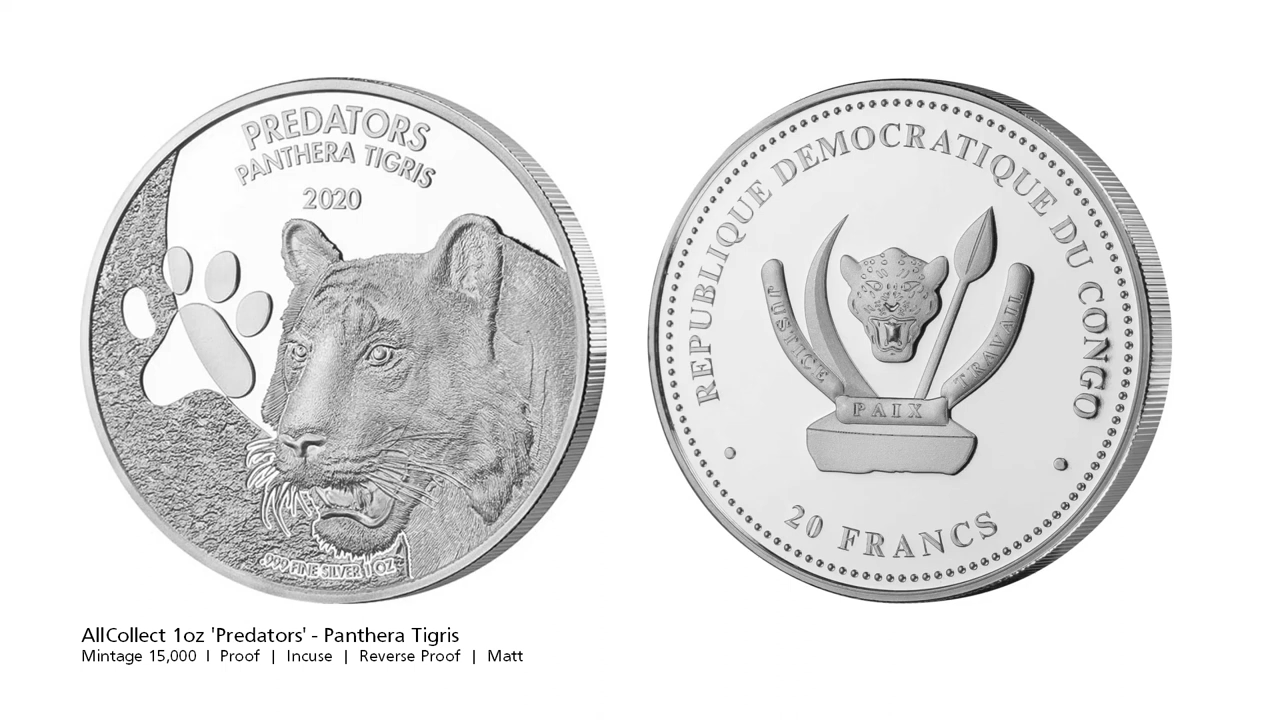 PREDATORS
PANTHERA TIGRIS
2020
.999 FINE SILVER 1 OZ
REPUBLIQUE DEMOCRATIQUE DU CONGO
JUSTICE
PAIX
TRAVAIL
20 FRANCS
AllCollect 1oz 'Predators' - Panthera Tigris
Mintage 15,000 I Proof | Incuse | Reverse Proof | Matt